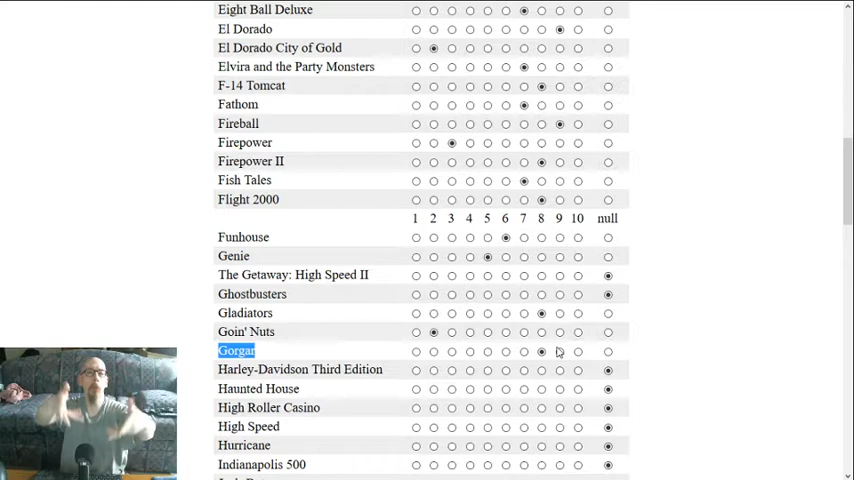 Eight Ball Deluxe
El Dorado
El Dorado City of Gold
Elvira and the Party Monsters
F-14 Tomcat
Fathom
Fireball
Firepower
Firepower II
Fish Tales
Flight 2000
1 2 3 4 5 6 7 8 9 10 null
Funhouse
Genie
The Getaway: High Speed II
Ghostbusters
Gladiators
Goin' Nuts
Gorgar
Harley-Davidson Third Edition
Haunted House
High Roller Casino
High Speed
Hurricane
Indianapolis 500